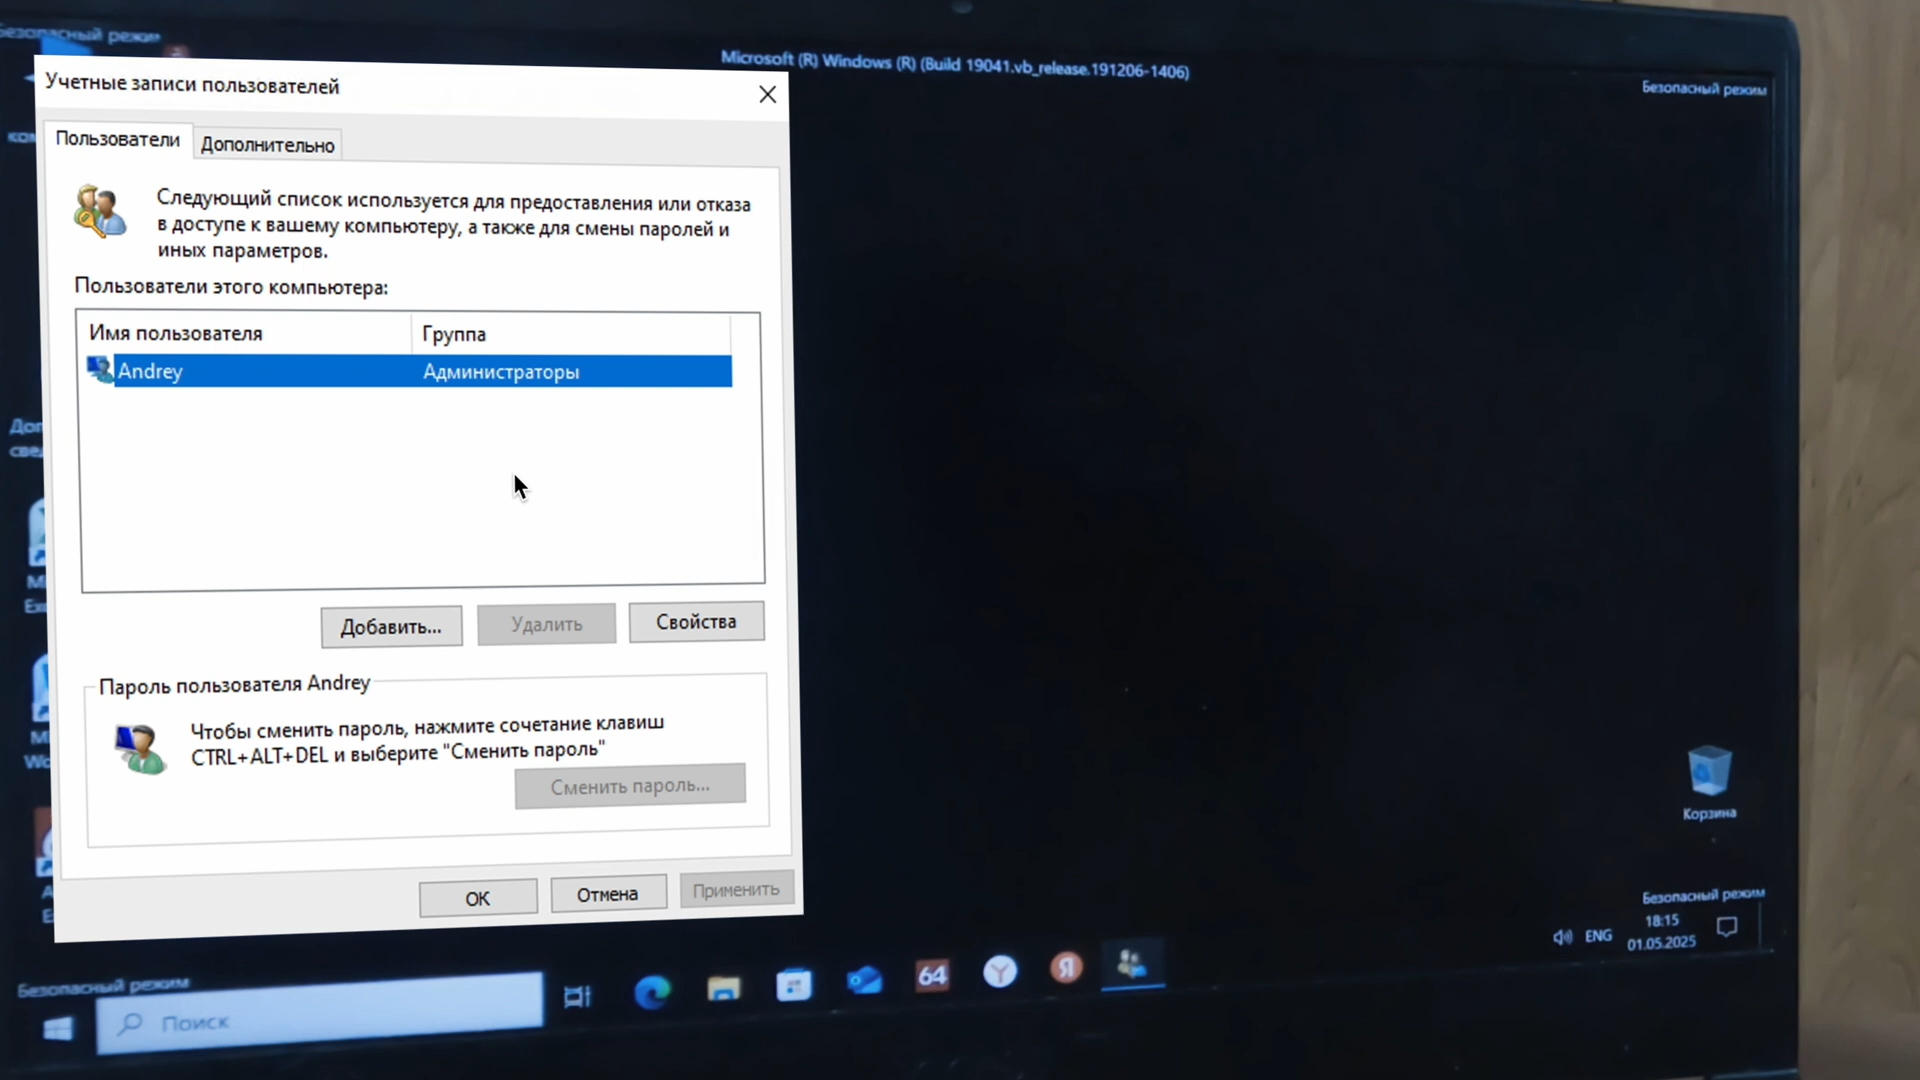 Безопасный режим
Microsoft (R) Windows (R) (Build 19041.vb_release.191206-1406)
Безопасный режим
Учетные записи пользователей
Пользователи
Дополнительно
Следующий список используется для предоставления или отказа
в доступе к вашему компьютеру, а также для смены паролей и
иных параметров.
Пользователи этого компьютера:
Имя пользователя Группа
Andrey Администраторы
Добавить...
Удалить
Свойства
Пароль пользователя Andrey
Чтобы сменить пароль, нажмите сочетание клавиш
CTRL+ALT+DEL и выберите "Сменить пароль"
Сменить пароль...
ОК
Отмена
Применить
Корзина
Безопасный режим
18:15
ENG
01.05.2025
64
Y
Я
Безопасный режим
Поиск